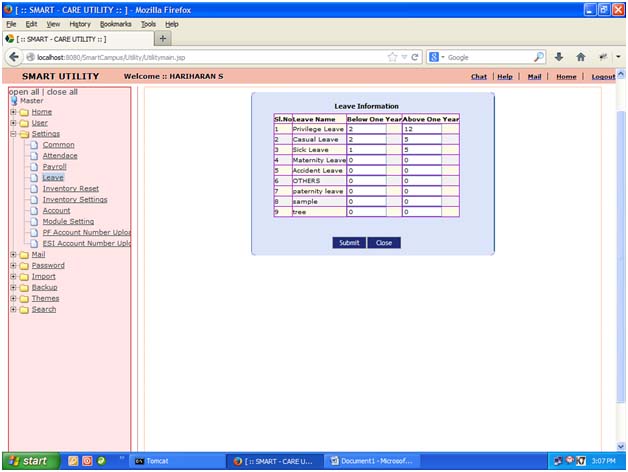 [ :: SMART - CARE UTILITY :: ] - Mozilla Firefox
File Edit View History Bookmarks Tools Help
[ :: SMART - CARE UTILITY :: ] +
localhost:8080/SmartCampus/Utility/Utilitymain.jsp Google
SMART UTILITY Welcome :: HARIHARAN S Chat | Help | Mail | Home | Logout
open all | close all
Master
Home
User
Settings
Common
Attendace
Payroll
Leave
Inventory Reset
Inventory Settings
Account
Module Setting
PF Account Number Uploa
ESI Account Number Uplo
Mail
Password
Import
Backup
Themes
Search
Leave Information
Sl.No Leave Name Below One Year Above One Year
1 Privilege Leave 2 12
2 Casual Leave 2 5
3 Sick Leave 1 5
4 Maternity Leave 0 0
5 Accident Leave 0 0
6 OTHERS 0 0
7 paternity leave 0 0
8 sample 0 0
9 tree 0 0
Submit Close
start Tomcat [ :: SMART - CARE U... Document1 - Microsof... 3:07 PM